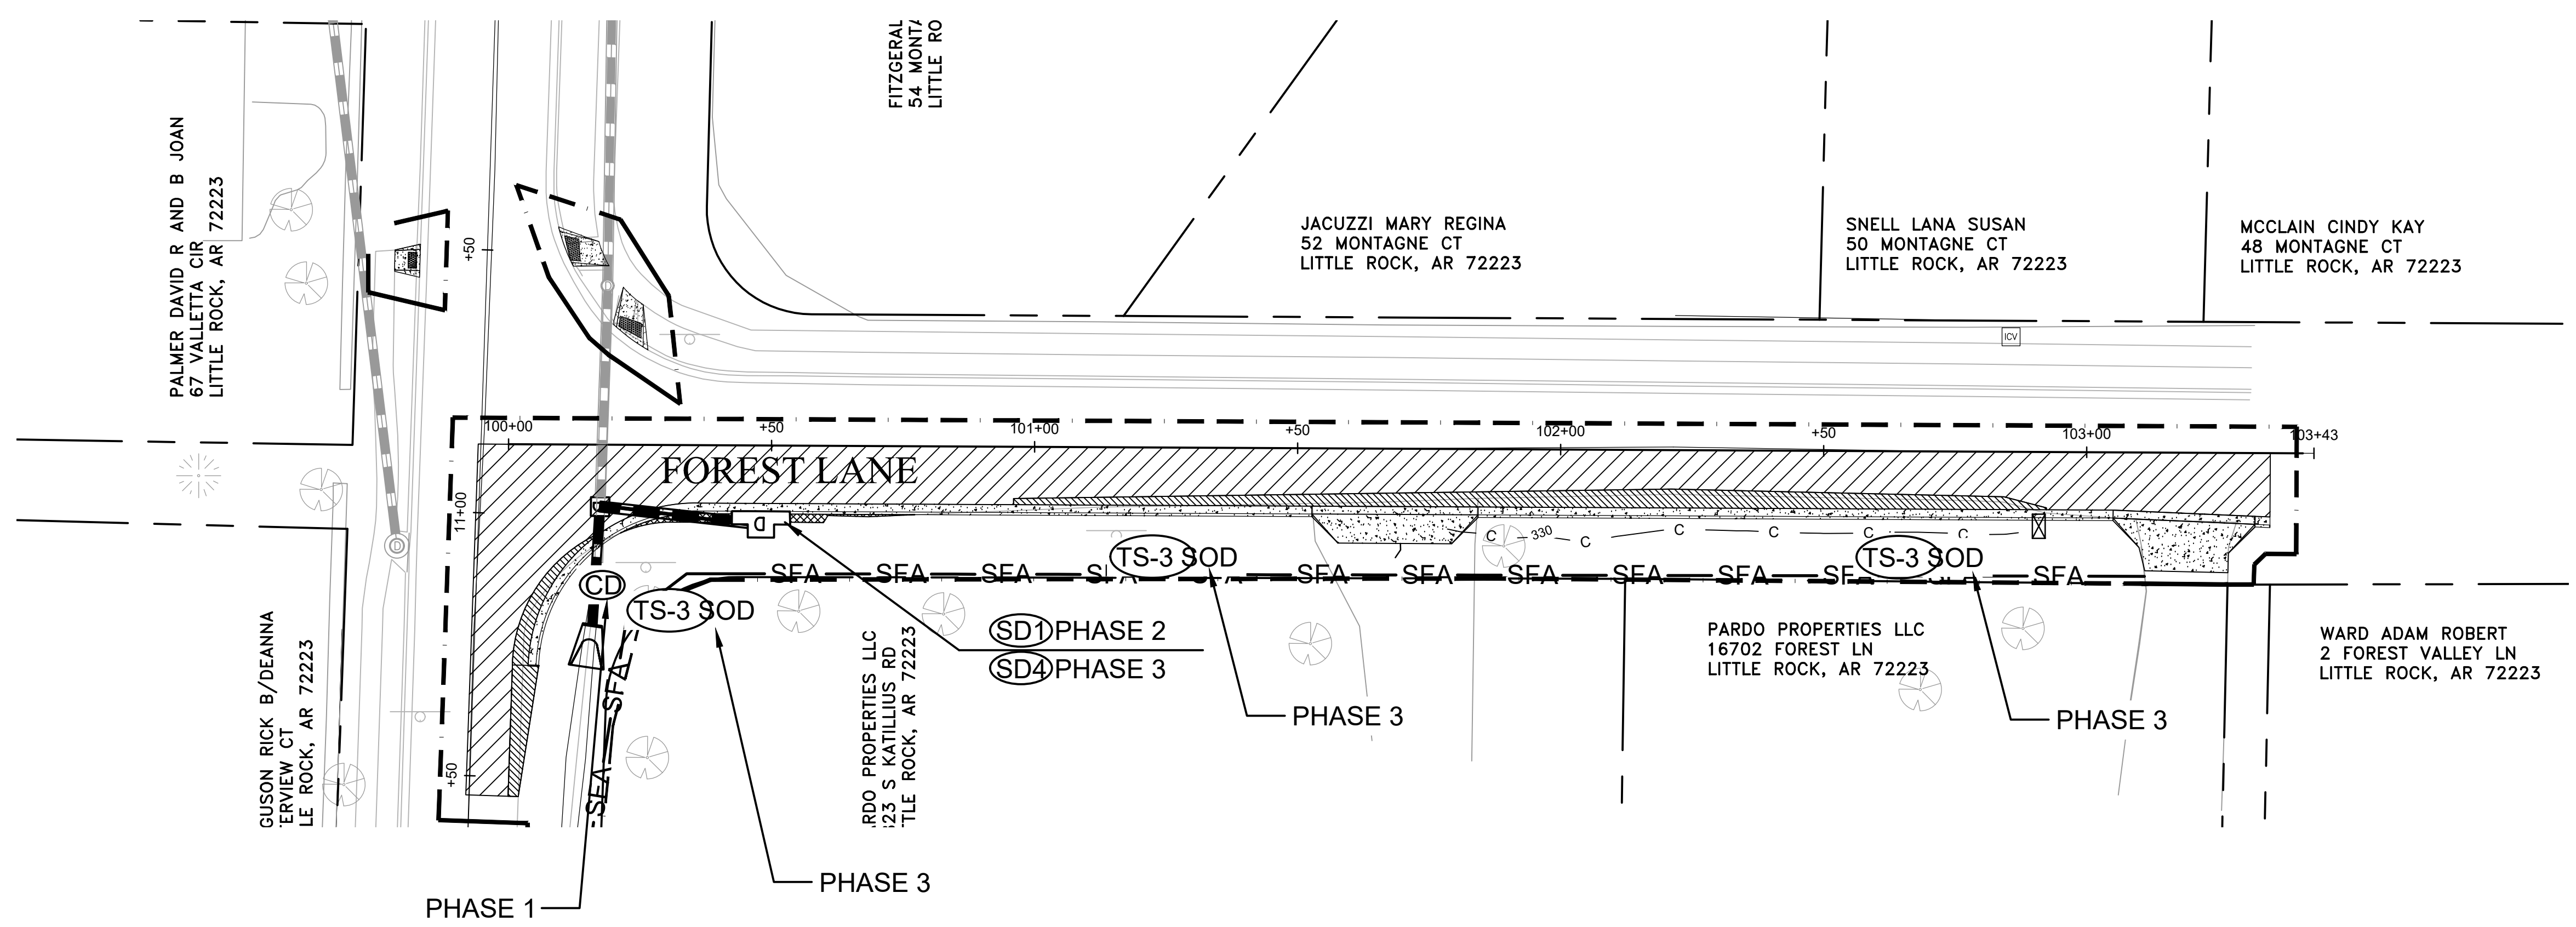 FITZGERAL
54 MONTA
LITTLE RO
PALMER DAVID R AND B JOAN
67 VALLETTA CIR
LITTLE ROCK, AR 72223
JACUZZI MARY REGINA
52 MONTAGNE CT
LITTLE ROCK, AR 72223
SNELL LANA SUSAN
50 MONTAGNE CT
LITTLE ROCK, AR 72223
MCCLAIN CINDY KAY
48 MONTAGNE CT
LITTLE ROCK, AR 72223
+50
ICV
100+00
+50
101+00
+50
102+00
+50
103+00
103+43
FOREST LANE
11+00
D
D
D
C
330
C
C
C
C
C
TS-3 SOD
TS-3 SOD
SFA
SFA
SFA
SFA
SFA
SFA
SFA
SFA
SFA
CD
TS-3 SOD
SD1 PHASE 2
SD4 PHASE 3
GUSON RICK B/DEANNA
TERVIEW CT
LE ROCK, AR 72223
RDO PROPERTIES LLC
323 S KATILLIUS RD
TLE ROCK, AR 72223
PARDO PROPERTIES LLC
16702 FOREST LN
LITTLE ROCK, AR 72223
WARD ADAM ROBERT
2 FOREST VALLEY LN
LITTLE ROCK, AR 72223
SFA
SFA
+50
PHASE 3
PHASE 3
PHASE 3
PHASE 1